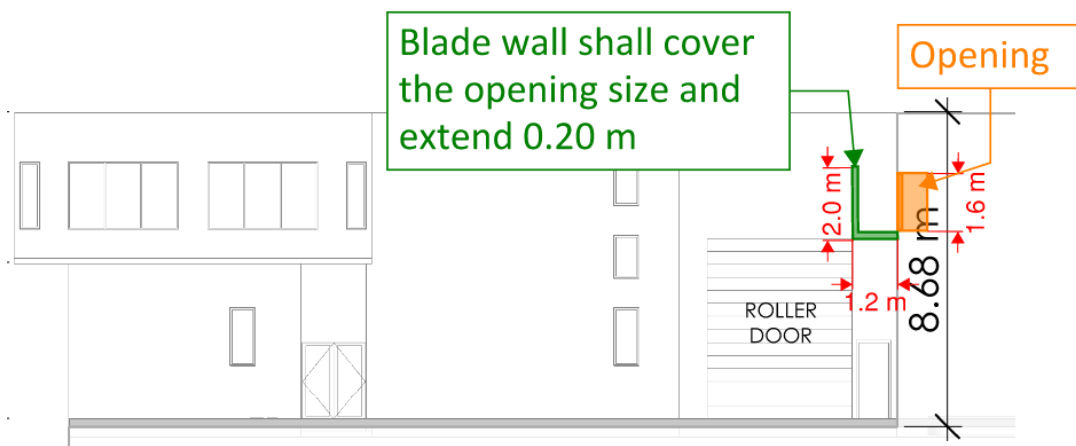 Blade wall shall cover
the opening size and
extend 0.20 m
Opening
2.0 m
1.6 m
8.68 m
1.2 m
ROLLER
DOOR